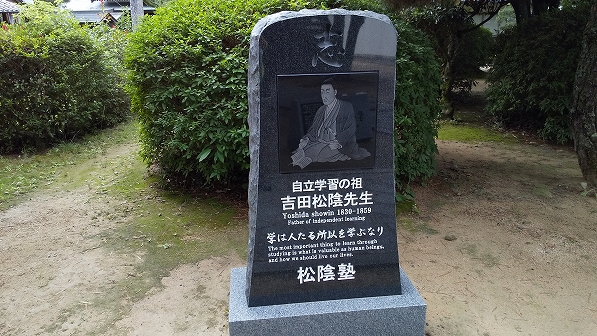 志
自立学習の祖
吉田松陰先生
Yoshida showin 1830-1859
Father of independent learning
学は人たる所以を学ぶなり
The most important thing to learn through
studying is what is valuable as human beings,
and how we should live our lives.
松陰塾